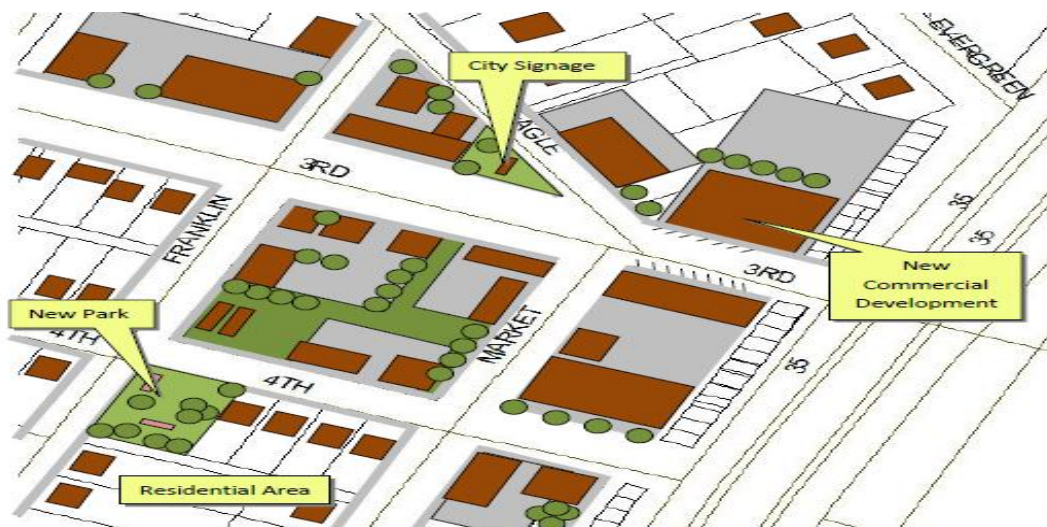 City Signage
EVERGREEN
EAGLE
3RD
35
35
FRANKLIN
3RD
New
Commercial
Development
New Park
4TH
MARKET
35
4TH
Residential Area